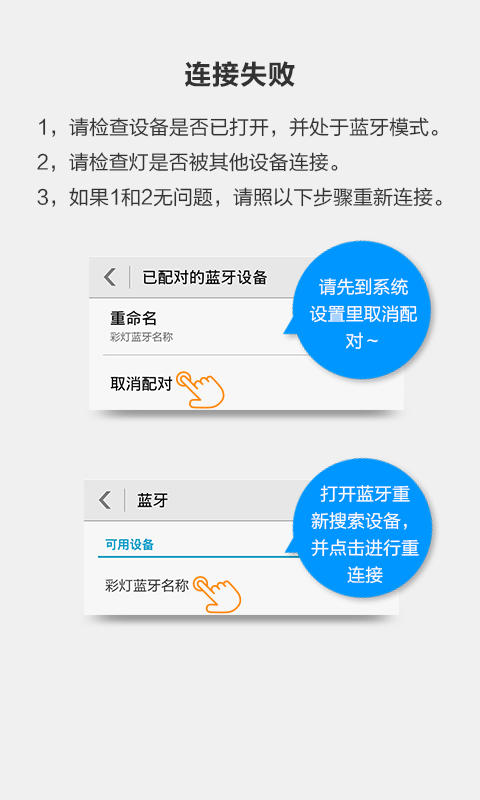 连接失败
1，请检查设备是否已打开，并处于蓝牙模式。
2，请检查灯是否被其他设备连接。
3，如果1和2无问题，请照以下步骤重新连接。
已配对的蓝牙设备
请先到系统
设置里取消配
对~
重命名
彩灯蓝牙名称
取消配对
蓝牙
打开蓝牙重
新搜索设备，
并点击进行重
连接
可用设备
彩灯蓝牙名称